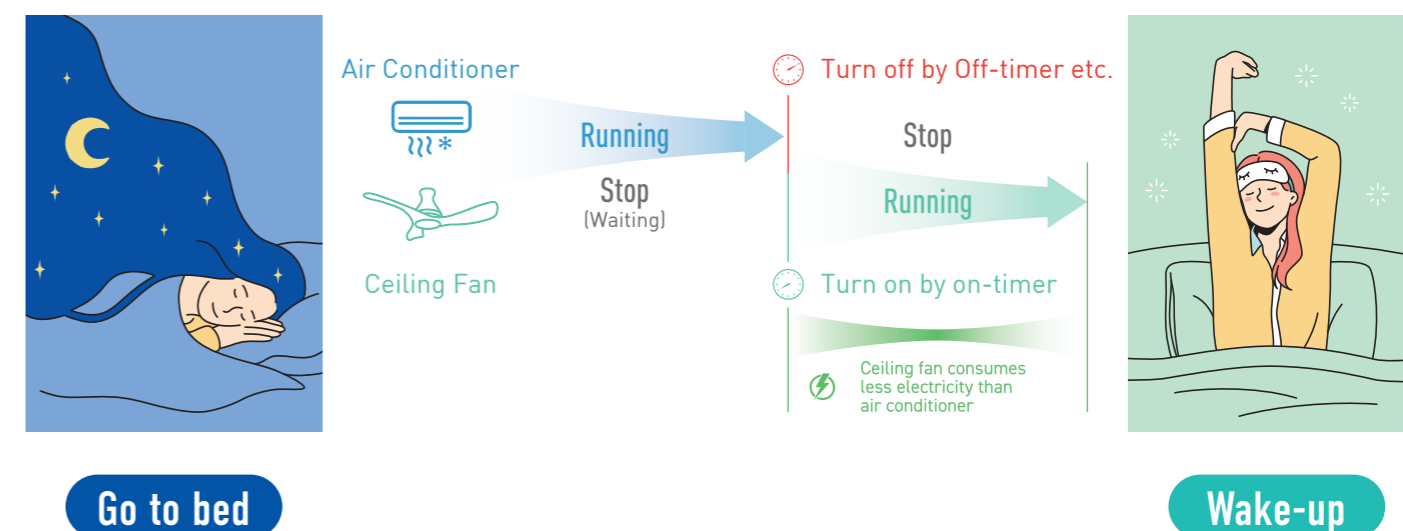 Air Conditioner
Running
Stop
(Waiting)
Ceiling Fan
Turn off by Off-timer etc.
Stop
Running
Turn on by on-timer
Ceiling fan consumes
less electricity than
air conditioner
Go to bed
Wake-up